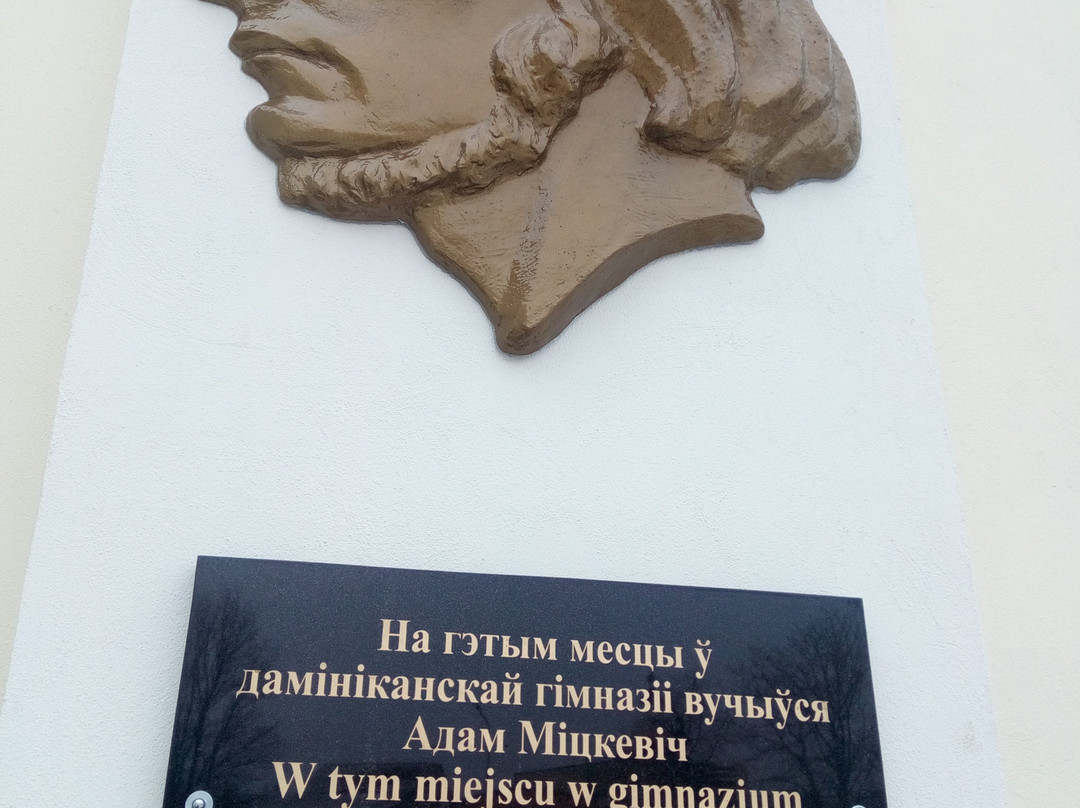 На гэтым месцы ў
дамініканскай гімназіі вучыўся
Адам Міцкевіч
W tym miejscu w gimnazjum